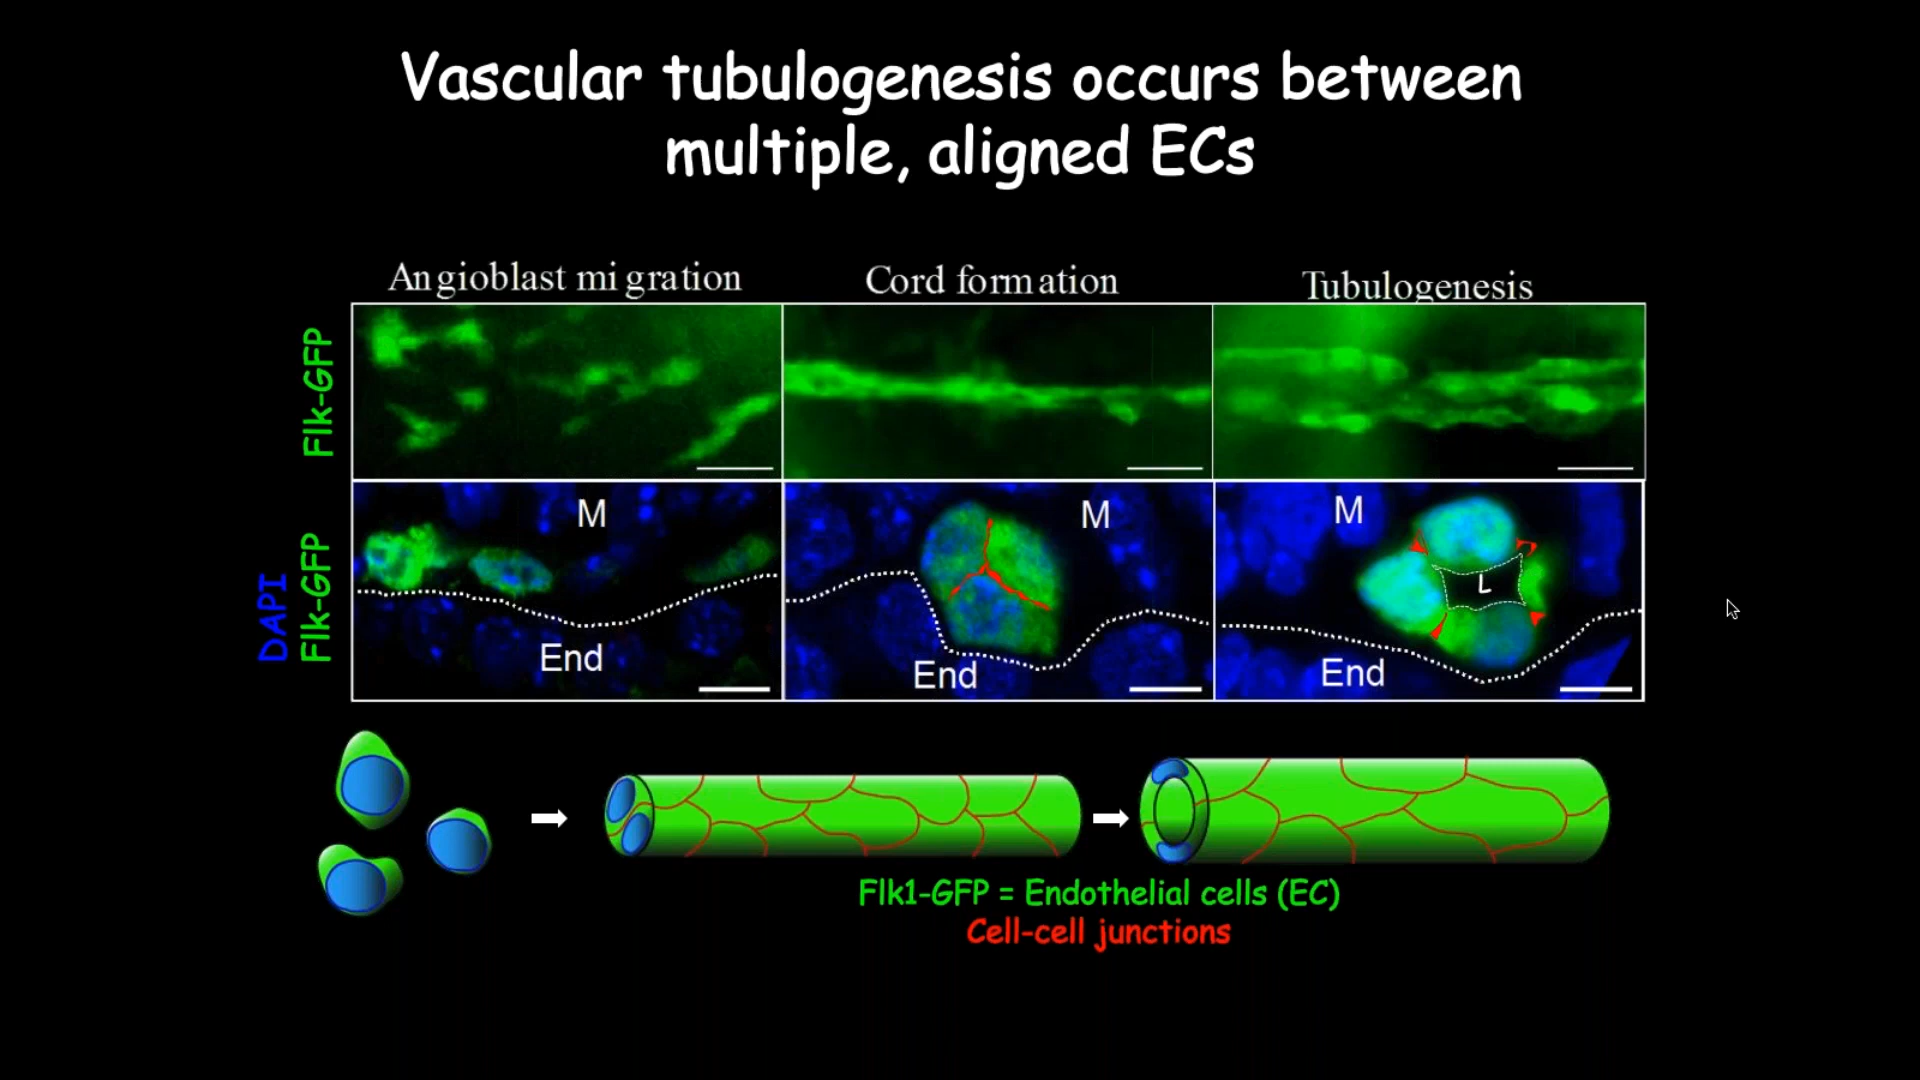 Vascular tubulogenesis occurs between
multiple, aligned ECs
Angioblast migration
Cord formation
Tubulogenesis
Flk-GFP
DAPI
Flk-GFP
M
End
M
End
M
L
End
Flk1-GFP = Endothelial cells (EC)
Cell-cell junctions